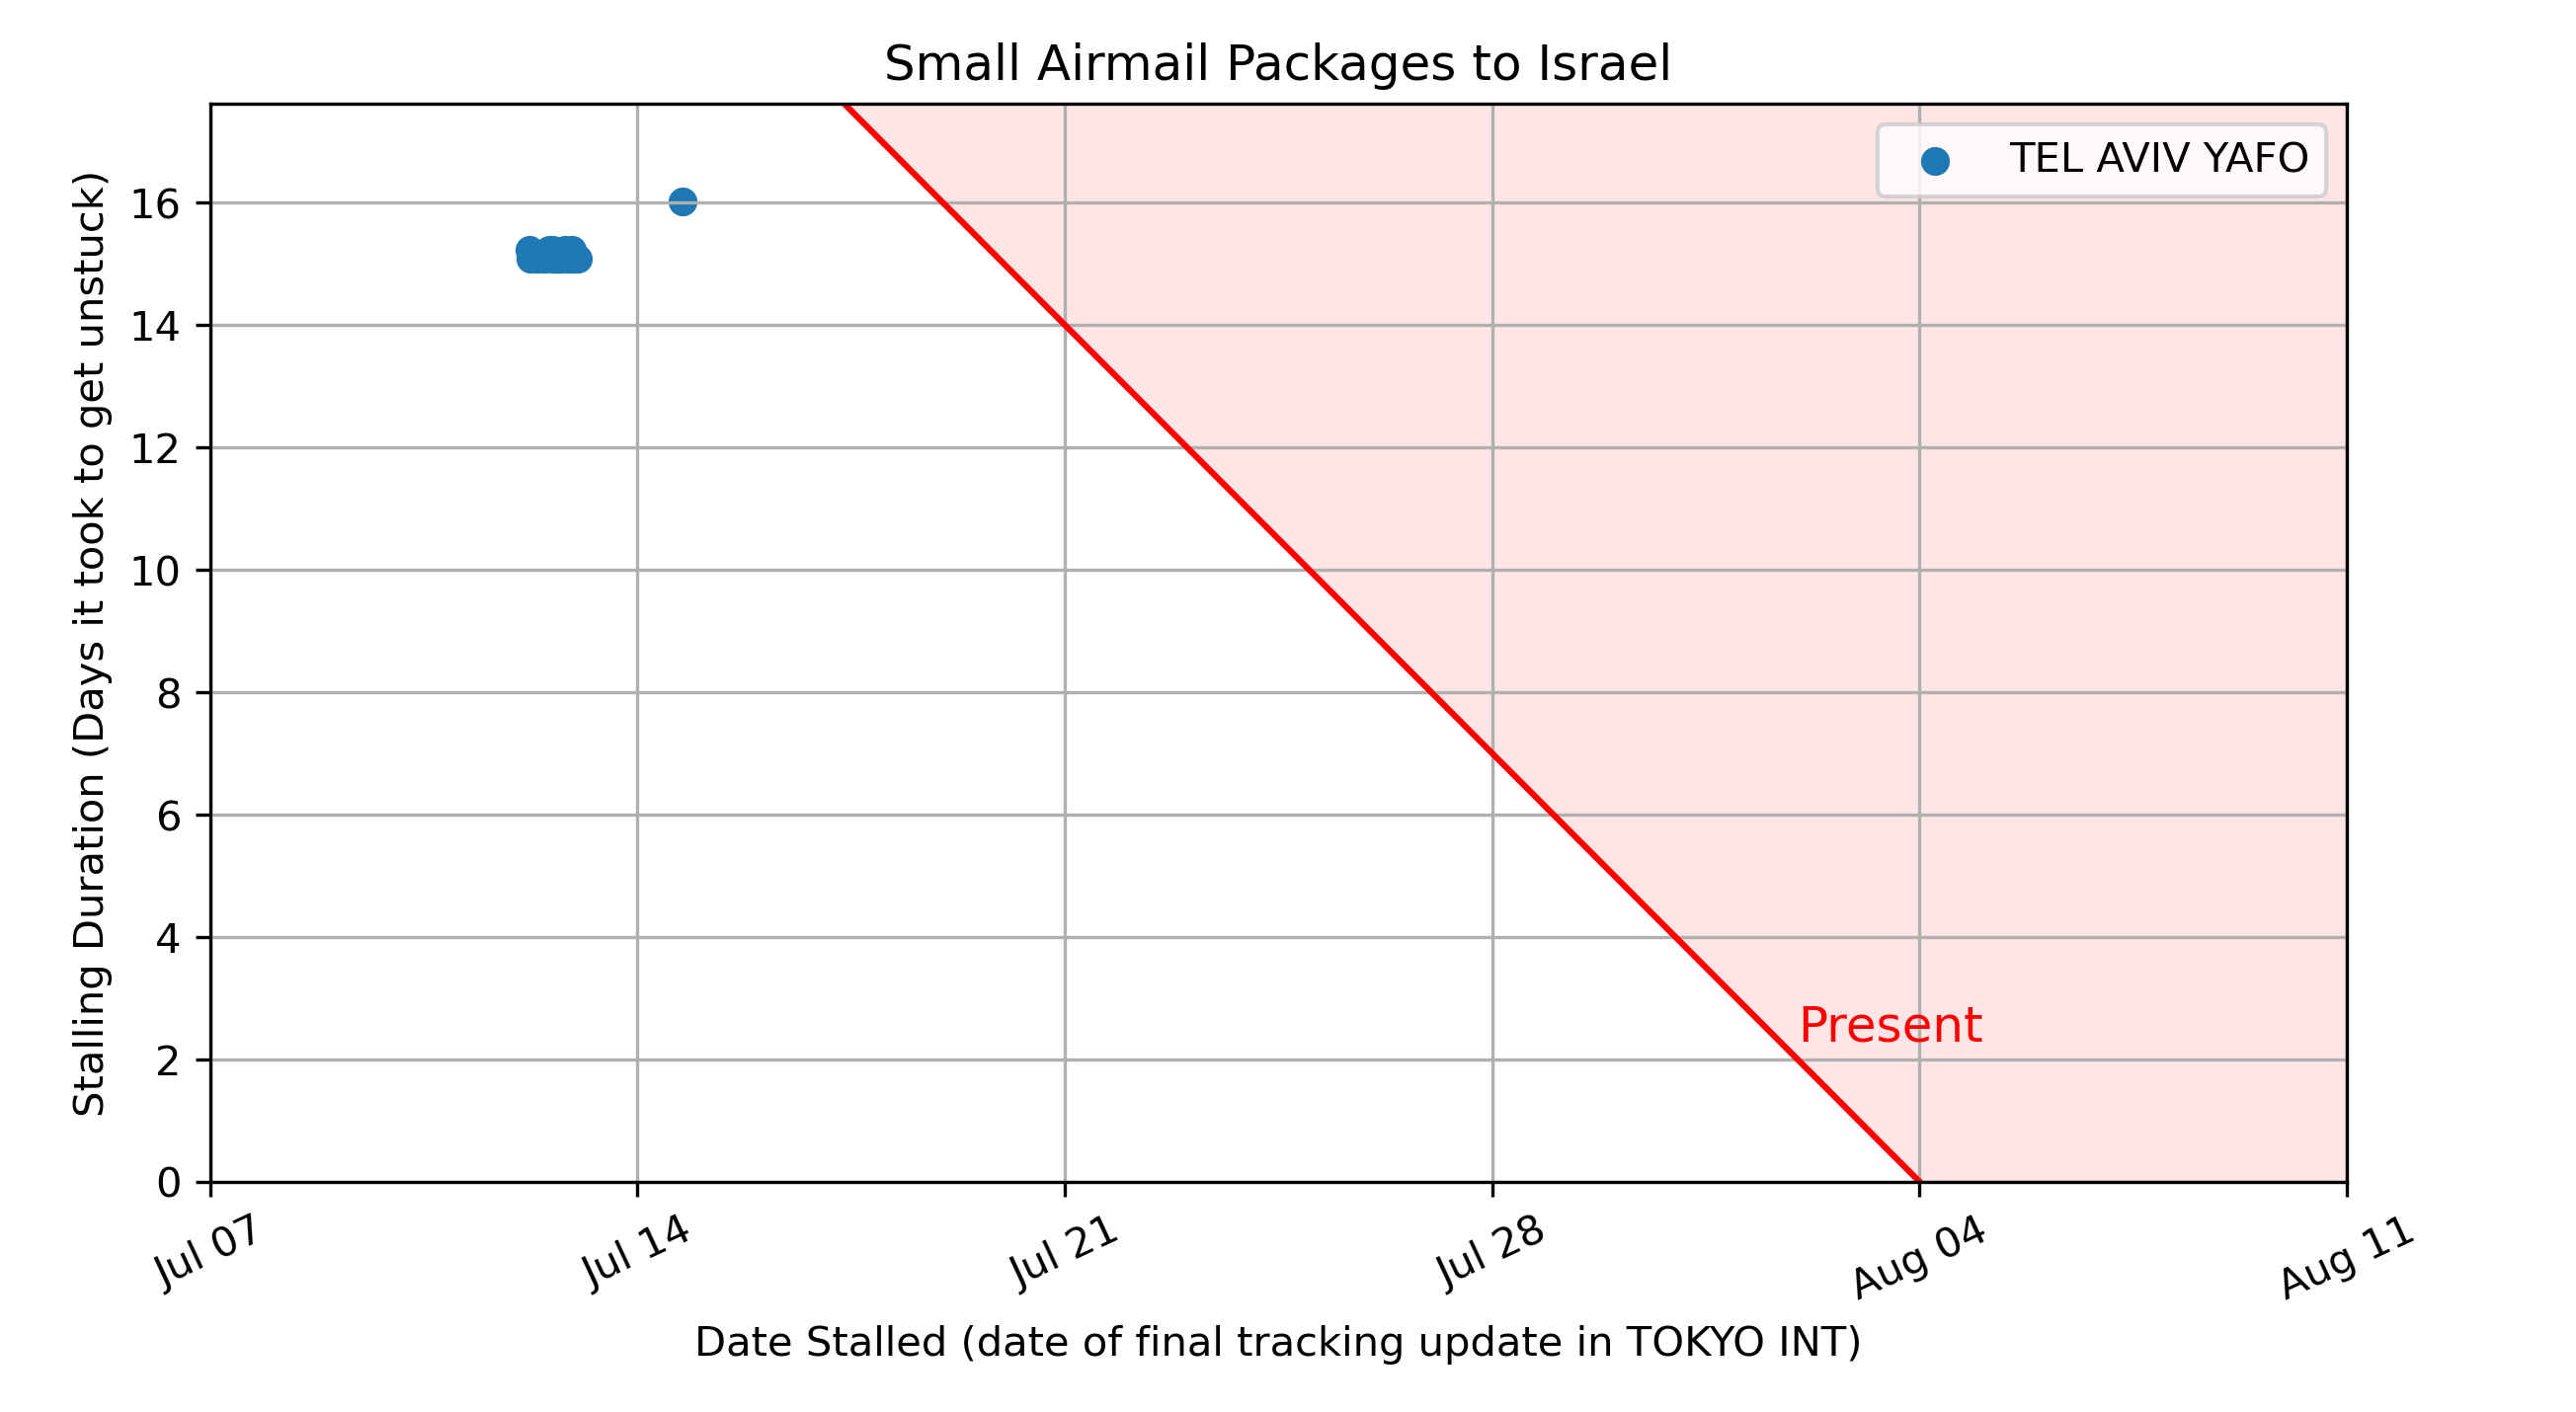 Small Airmail Packages to Israel
TEL AVIV YAFO
Stalling Duration (Days it took to get unstuck)
16
14
12
10
8
6
4
2
0
Present
Jul 07
Jul 14
Jul 21
Jul 28
Aug 04
Aug 11
Date Stalled (date of final tracking update in TOKYO INT)